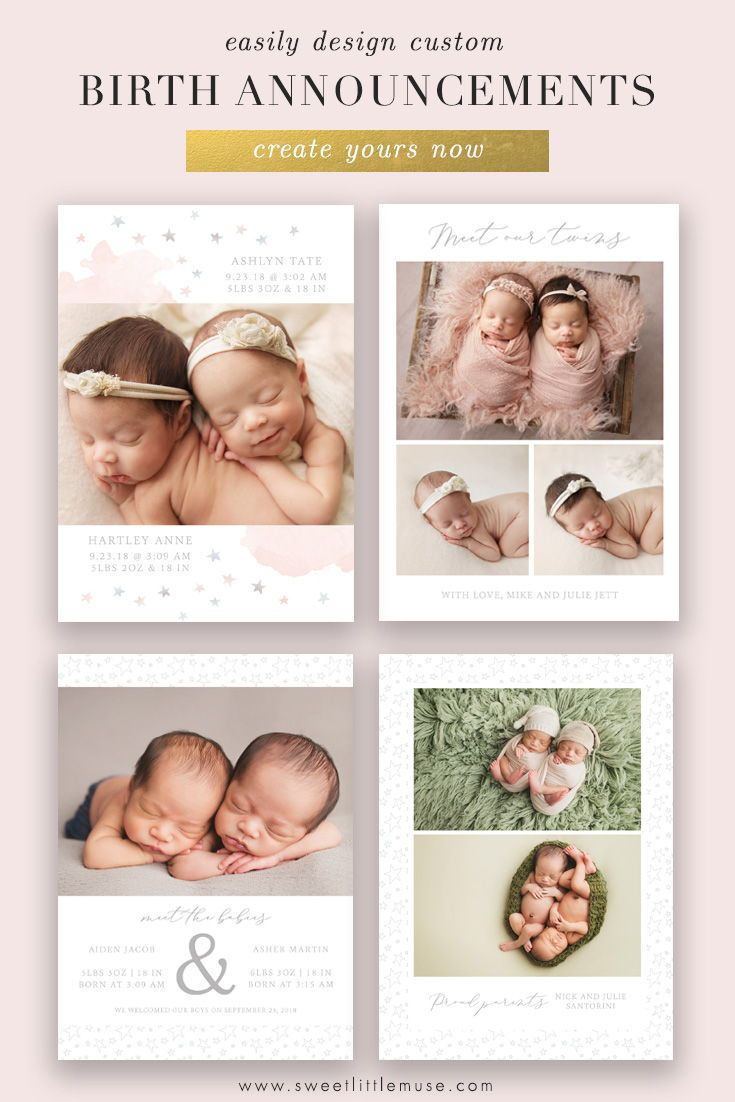 easily design custom
BIRTH ANNOUNCEMENTS
create yours now
ASHLYN TATE
9.23.18 @ 3:02 AM
5LBS 3OZ & 18 IN
HARTLEY ANNE
9.23.18 @ 3:09 AM
5LBS 2OZ & 18 IN
Meet our twins
WITH LOVE, MIKE AND JULIE JETT
meet the babies
AIDEN JACOB
5LBS 3OZ | 18 IN
BORN AT 3:09 AM
&
ASHER MARTIN
6LBS 3OZ | 18 IN
BORN AT 3:15 AM
WE WELCOMED OUR BOYS ON SEPTEMBER 23, 2018
Proud parents
NICK AND JULIE
SANTORINI
www.sweetlittlemuse.com